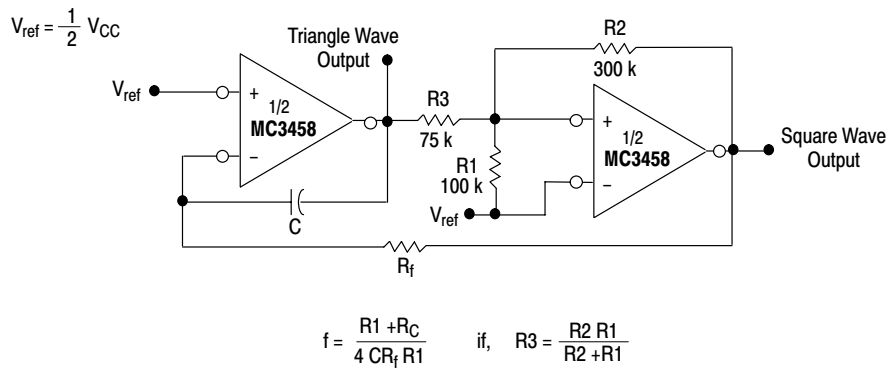 V_ref = 1/2 V_CC
Triangle Wave
Output
R2
300 k
V_ref
+
1/2
MC3458
−
R3
75 k
+
1/2
MC3458
−
Square Wave
Output
R1
100 k
V_ref
C
R_f
f = (R1 +R_C) / (4 CR_f R1) if, R3 = (R2 R1) / (R2 +R1)